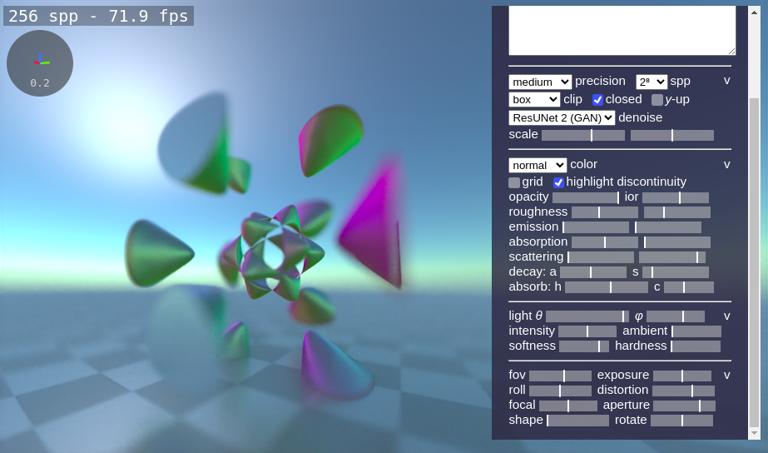 256 spp - 71.9 fps
0.2
medium precision 2⁸ spp v
box clip closed y-up
ResUNet 2 (GAN) denoise
scale
normal color v
grid highlight discontinuity
opacity ior
roughness
emission
absorption
scattering
decay: a s
absorb: h c
light θ φ v
intensity ambient
softness hardness
fov exposure v
roll distortion
focal aperture
shape rotate